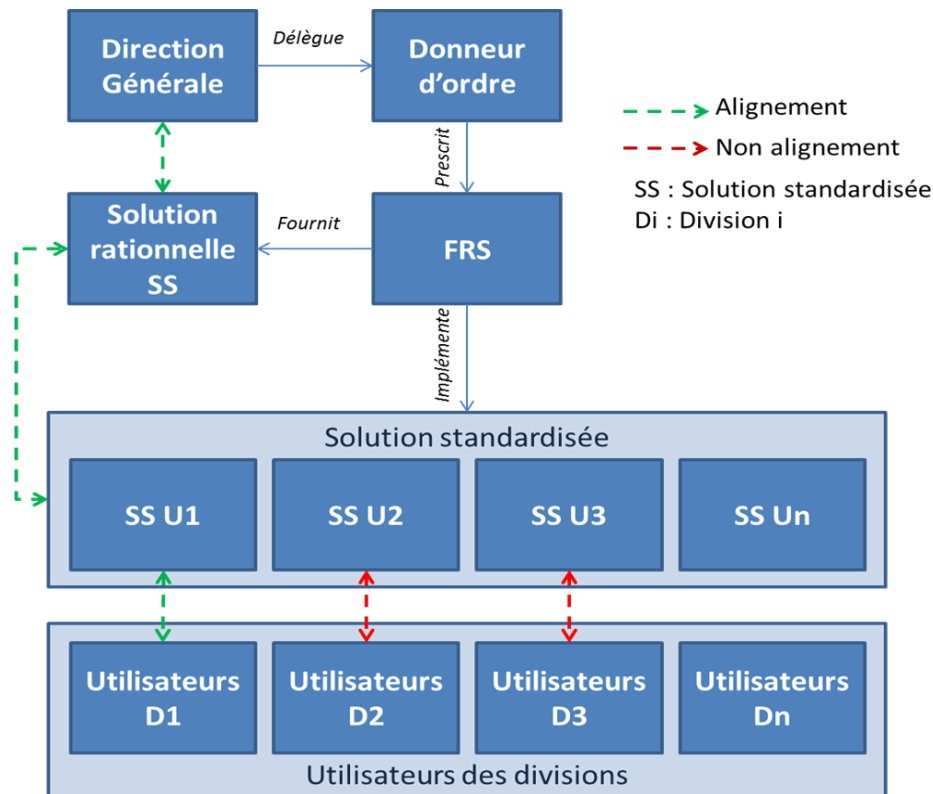 Direction
Générale
Délègue
Donneur
d'ordre
Alignement
Non alignement
SS : Solution standardisée
Di : Division i
Prescrit
Solution
rationnelle
SS
Fournit
FRS
Implémente
Solution standardisée
SS U1
SS U2
SS U3
SS Un
Utilisateurs
D1
Utilisateurs
D2
Utilisateurs
D3
Utilisateurs
Dn
Utilisateurs des divisions